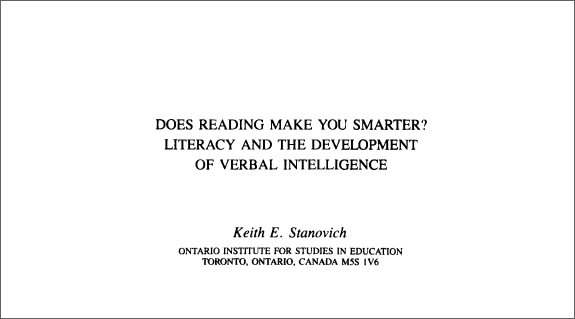 DOES READING MAKE YOU SMARTER?
LITERACY AND THE DEVELOPMENT
OF VERBAL INTELLIGENCE
Keith E. Stanovich
ONTARIO INSTITUTE FOR STUDIES IN EDUCATION
TORONTO, ONTARIO, CANADA M5S 1V6